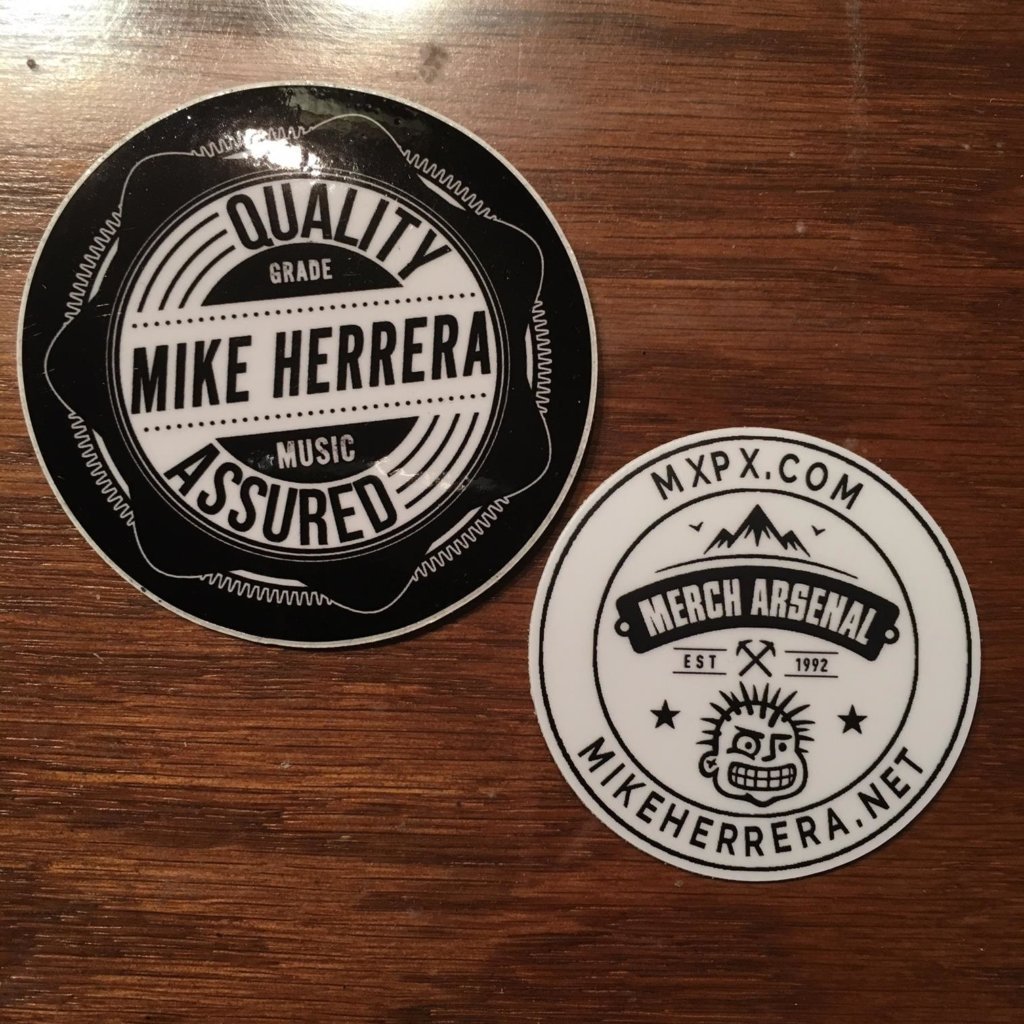 QUALITY
GRADE
MIKE HERRERA
MUSIC
ASSURED
MXPX.COM
MERCH ARSENAL
EST 1992
MIKEHERRERA.NET